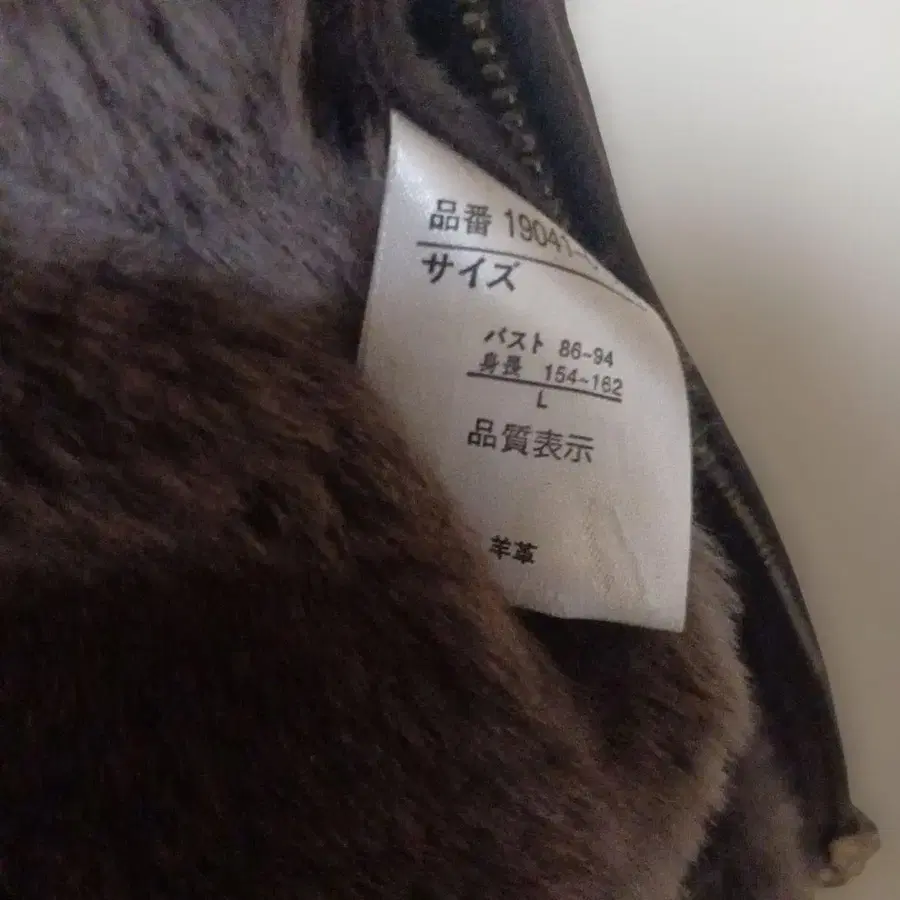 品番 19041-
サイズ
バスト 86~94
身長 154~162
L
品質表示
羊革